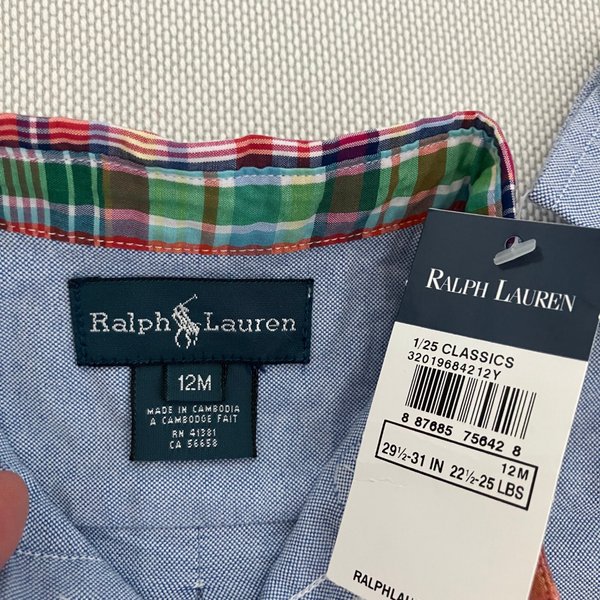 Ralph Lauren
12M
MADE IN CAMBODIA
A CAMBODGE FAIT
RN 41381
CA 56658
RALPH LAUREN
1/25 CLASSICS
32019684212Y
8 87685 75642 8
12M
29½-31 IN 22½-25 LBS
RALPHLAU